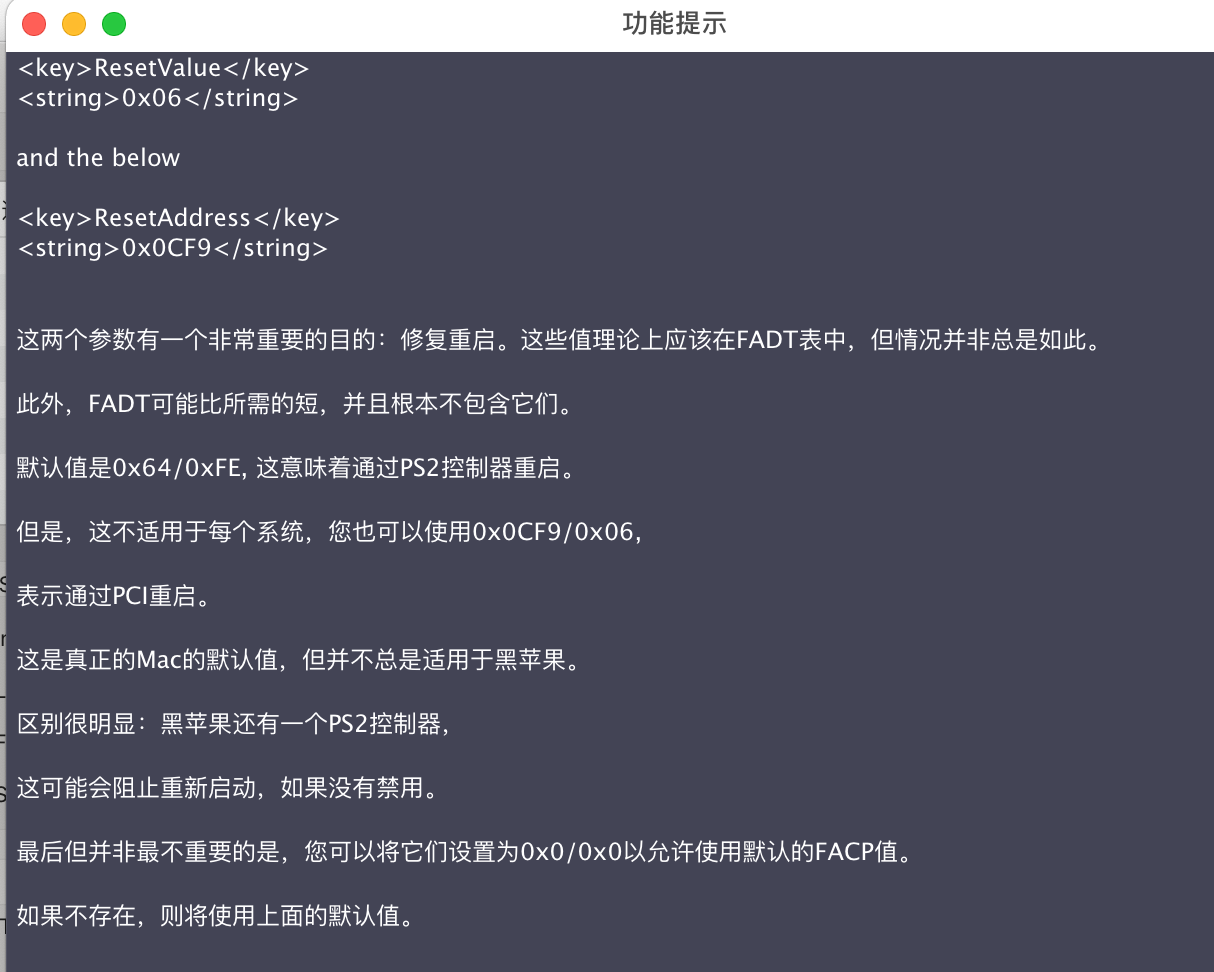 功能提示
<key>ResetValue</key>
<string>0x06</string>
and the below
<key>ResetAddress</key>
<string>0x0CF9</string>
这两个参数有一个非常重要的目的：修复重启。这些值理论上应该在FADT表中，但情况并非总是如此。
此外，FADT可能比所需的短，并且根本不包含它们。
默认值是0x64/0xFE, 这意味着通过PS2控制器重启。
但是，这不适用于每个系统，您也可以使用0x0CF9/0x06，
表示通过PCI重启。
这是真正的Mac的默认值，但并不总是适用于黑苹果。
区别很明显：黑苹果还有一个PS2控制器，
这可能会阻止重新启动，如果没有禁用。
最后但并非最不重要的是，您可以将它们设置为0x0/0x0以允许使用默认的FACP值。
如果不存在，则将使用上面的默认值。